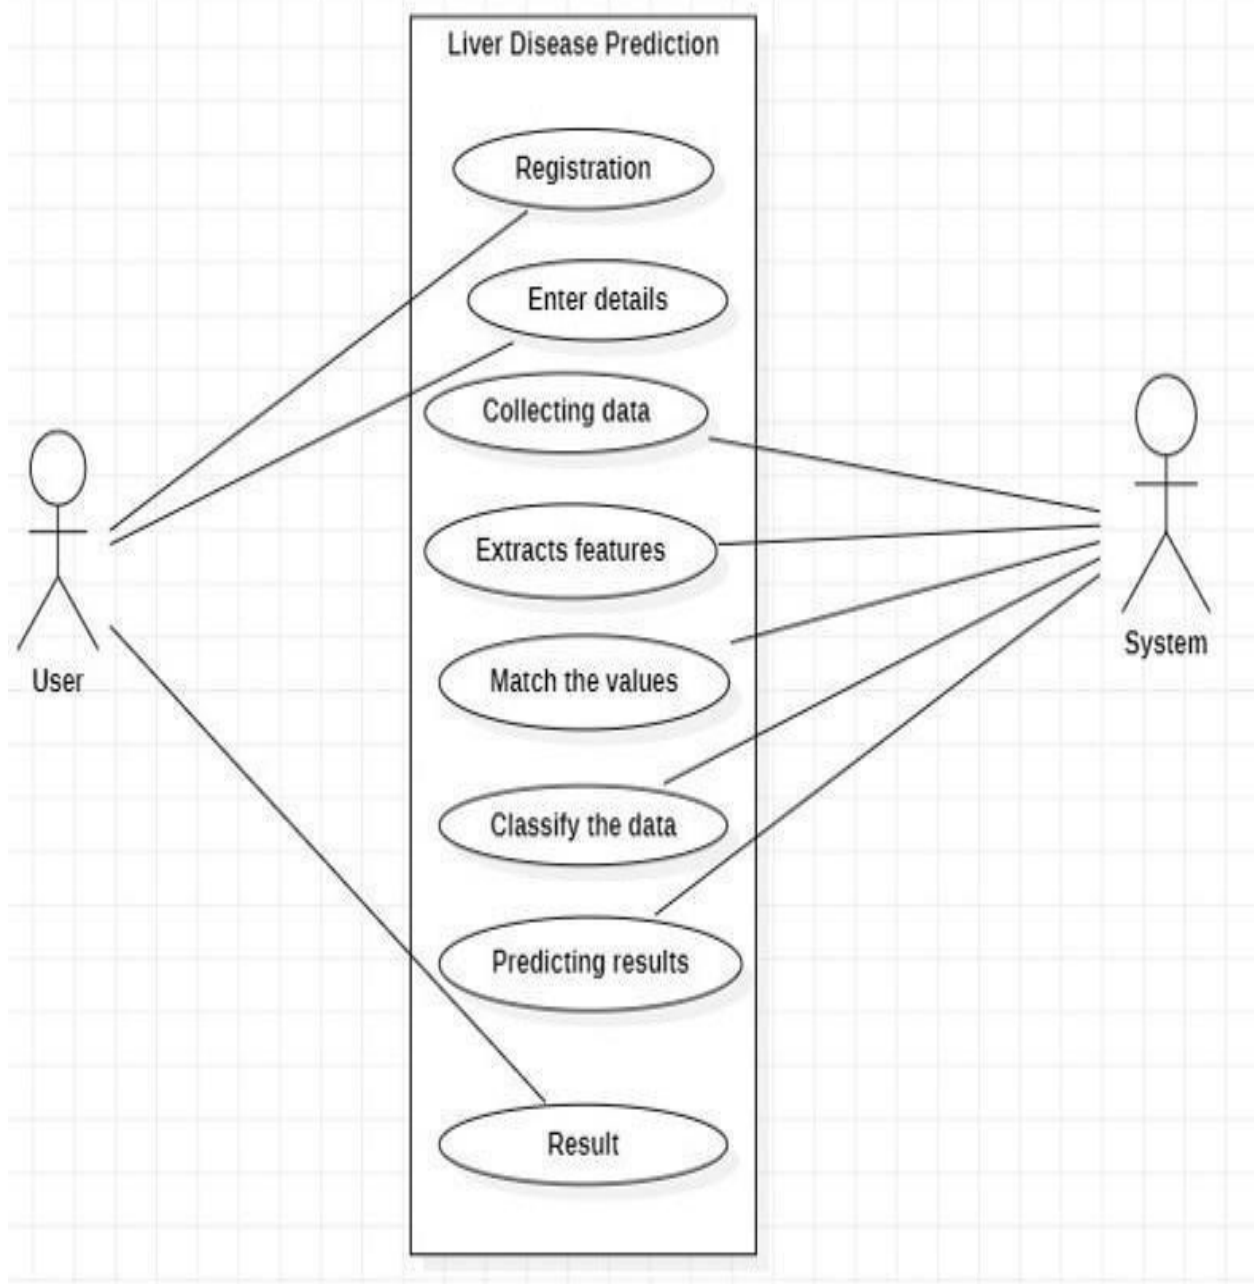 Liver Disease Prediction
Registration
Enter details
Collecting data
Extracts features
Match the values
Classify the data
Predicting results
Result
User
System